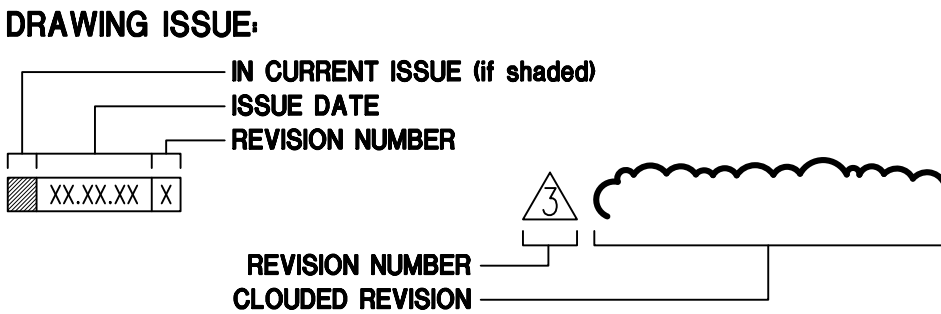 DRAWING ISSUE:
IN CURRENT ISSUE (if shaded)
ISSUE DATE
REVISION NUMBER
XX.XX.XX X
3
REVISION NUMBER
CLOUDED REVISION